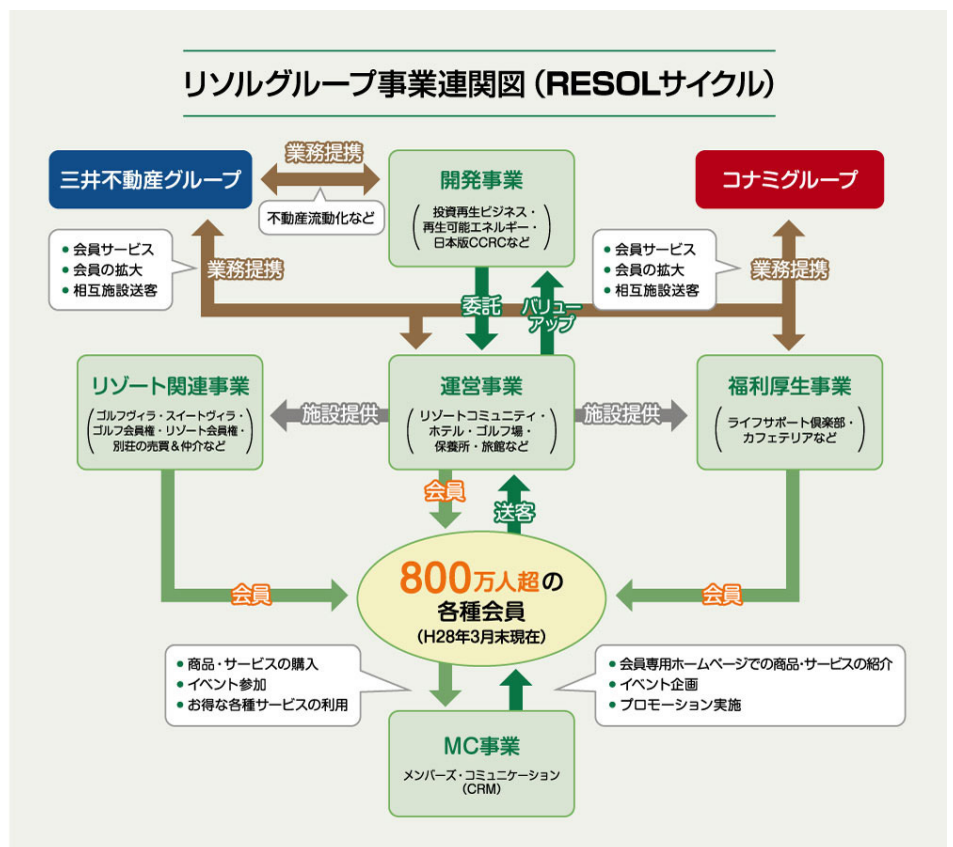 リソルグループ事業連関図（RESOLサイクル）
三井不動産グループ
業務提携
不動産流動化など
開発事業
投資再生ビジネス・
再生可能エネルギー・
日本版CCRCなど
コナミグループ
● 会員サービス
● 会員の拡大
● 相互施設送客
業務提携
● 会員サービス
● 会員の拡大
● 相互施設送客
業務提携
委託
バリュー
アップ
リゾート関連事業
ゴルフヴィラ・スイートヴィラ・
ゴルフ会員権・リゾート会員権・
別荘の売買＆仲介など
施設提供
運営事業
リゾートコミュニティ・
ホテル・ゴルフ場・
保養所・旅館など
施設提供
福利厚生事業
ライフサポート倶楽部・
カフェテリアなど
会員
送客
会員
800万人超の
各種会員
（H28年3月末現在）
会員
● 商品・サービスの購入
● イベント参加
● お得な各種サービスの利用
● 会員専用ホームページでの商品・サービスの紹介
● イベント企画
● プロモーション実施
MC事業
メンバーズ・コミュニケーション
（CRM）